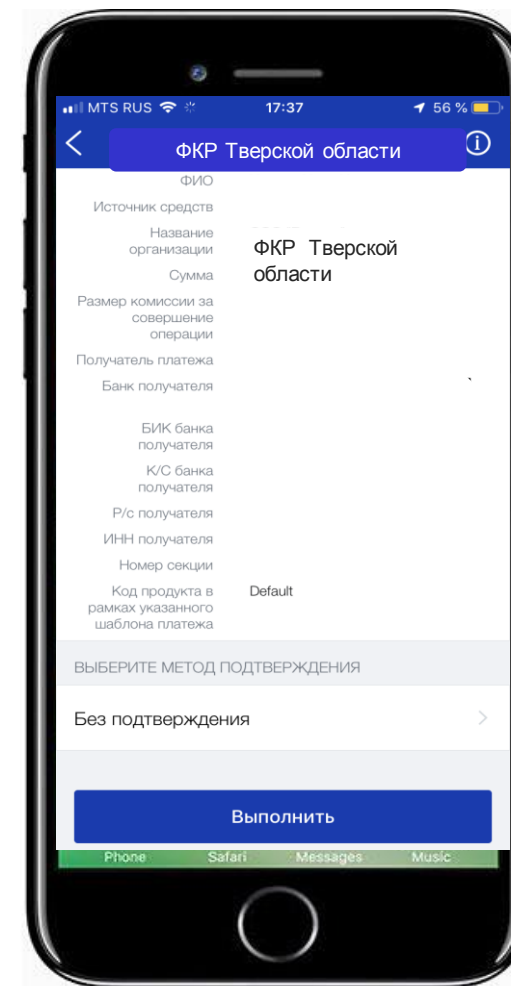 MTS RUS 17:37 56 %
ФКР Тверской области
ФИО
Источник средств
Название
организации
ФКР Тверской
области
Сумма
Размер комиссии за
совершение
операции
Получатель платежа
Банк получателя
БИК банка
получателя
К/С банка
получателя
Р/с получателя
ИНН получателя
Номер секции
Код продукта в
рамках указанного
шаблона платежа
Default
ВЫБЕРИТЕ МЕТОД ПОДТВЕРЖДЕНИЯ
Без подтверждения
Выполнить
Phone Safari Messages Music